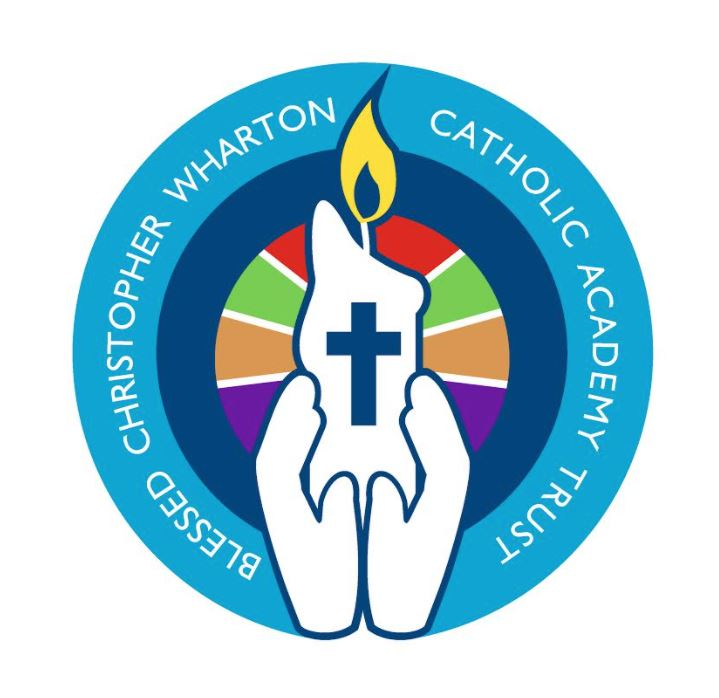 BLESSED CHRISTOPHER WHARTON
CATHOLIC ACADEMY TRUST